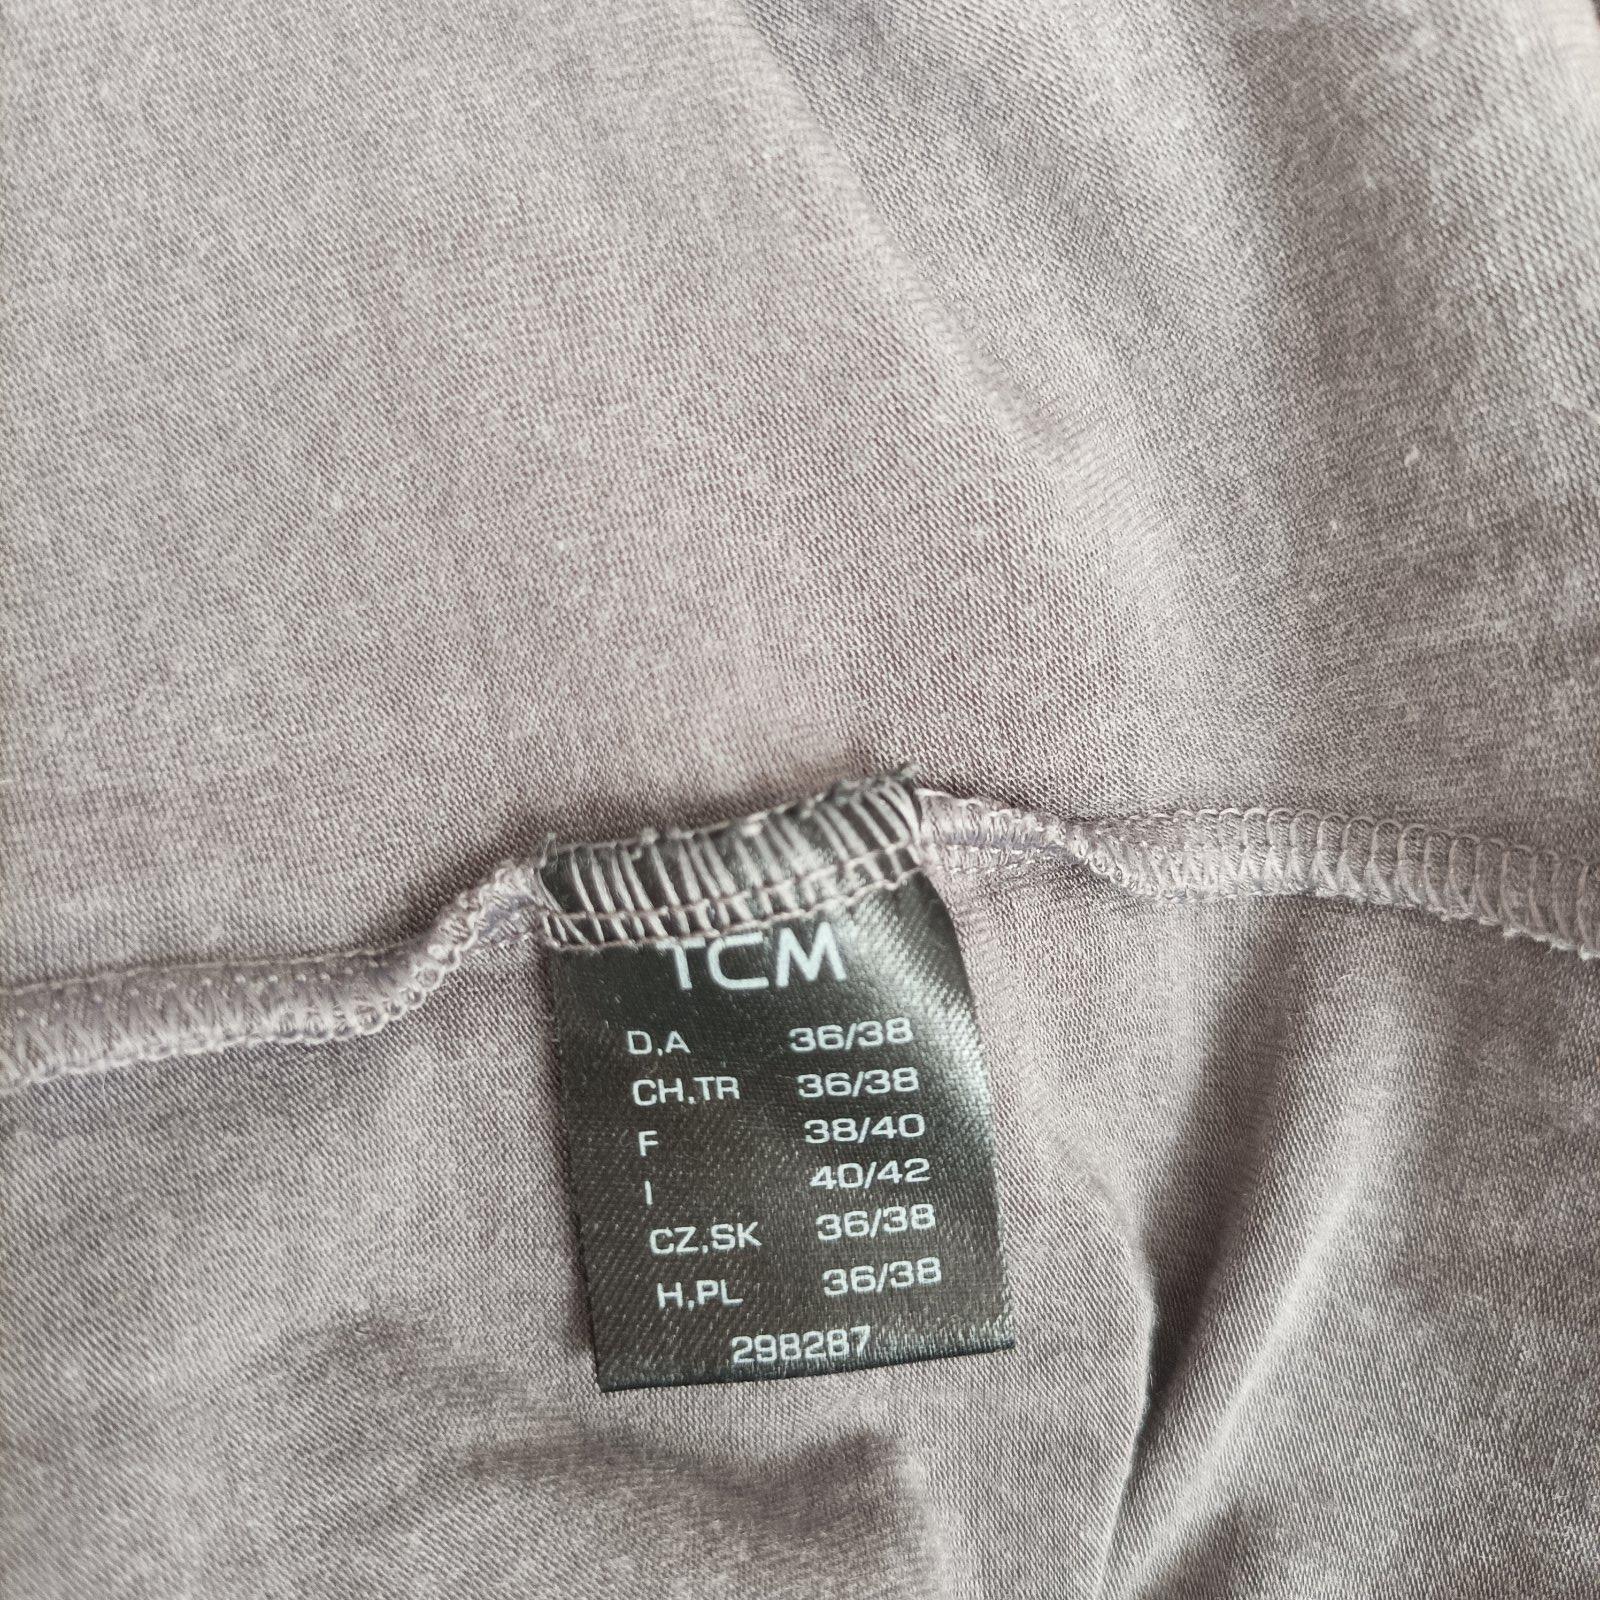 TCM
D,A 36/38
CH,TR 36/38
F 38/40
I 40/42
CZ,SK 36/38
H,PL 36/38
298287